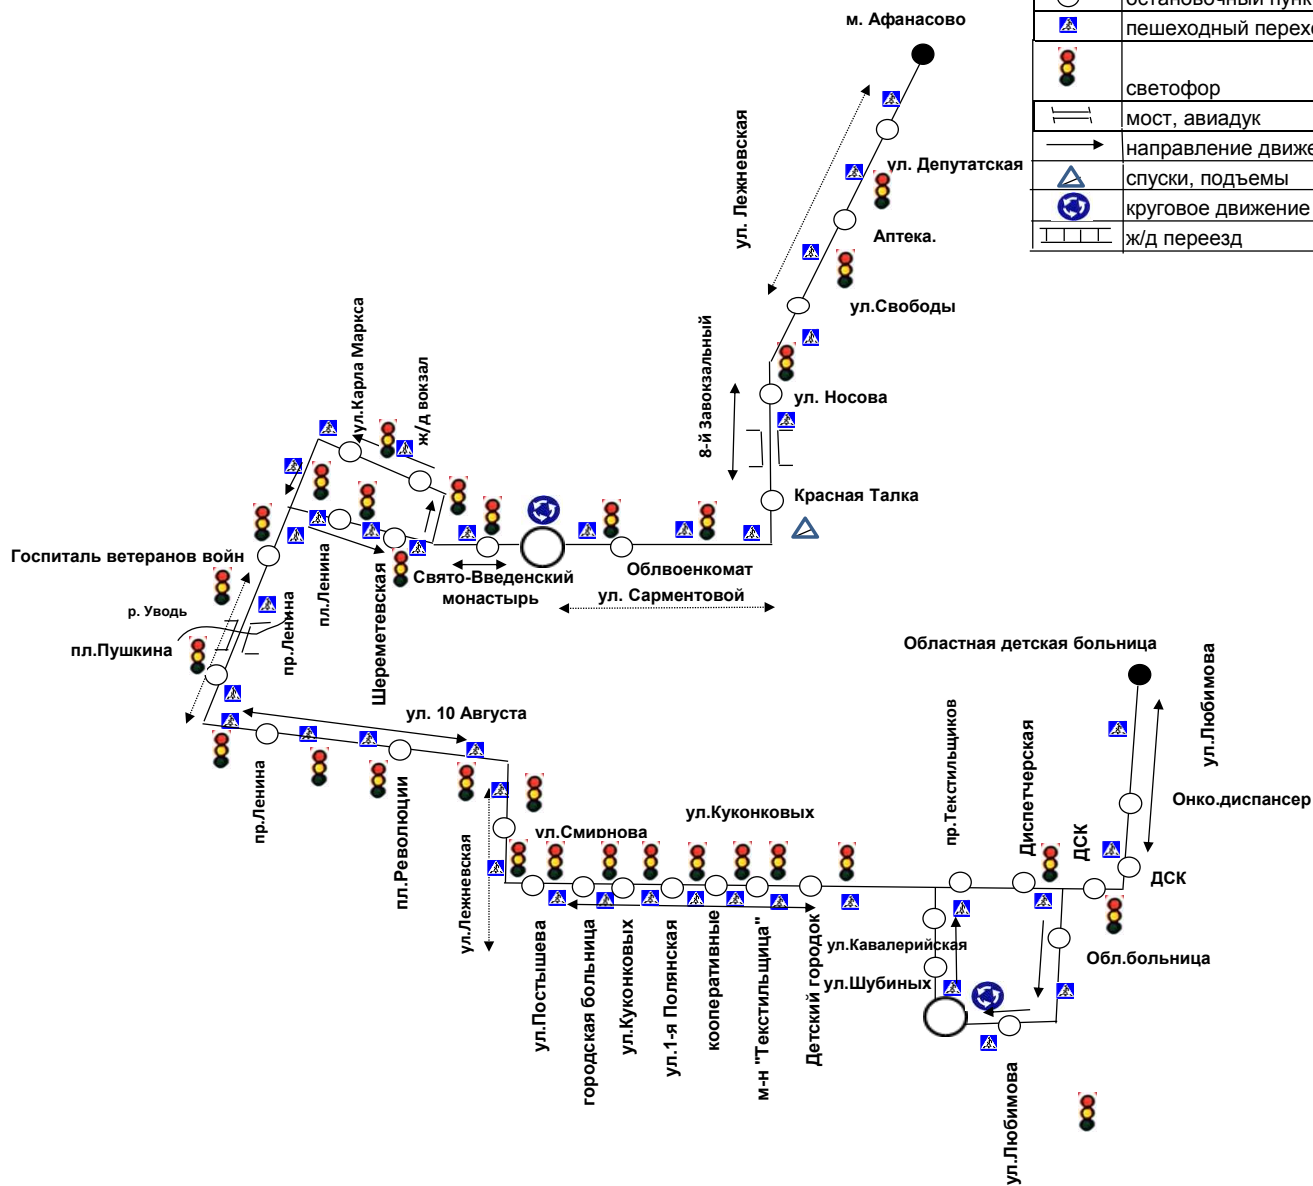 м. Афанасово
остановочный пунк
пешеходный перехо
светофор
мост, авиадук
направление движе
спуски, подъемы
круговое движение
ж/д переезд
ул. Лежневская
ул. Депутатская
Аптека.
ул.Свободы
8-й Завокзальный
ул. Носова
Красная Талка
ул.Карла Маркса
ж/д вокзал
Госпиталь ветеранов войн
р. Уводь
пл.Пушкина
пр.Ленина
пл.Ленина
Шереметевская
Свято-Введенский
монастырь
Облвоенкомат
ул. Сарментовой
ул. 10 Августа
пр.Ленина
пл.Революции
ул.Лежневская
ул.Смирнова
ул.Куконковых
ул.Постышева
городская больница
ул.Куконковых
ул.1-я Полянская
кооперативные
м-н "Текстильщица"
Детский городок
Областная детская больница
пр.Текстильщиков
Диспетчерская
ДСК
ул.Любимова
Онко.диспансер
ДСК
ул.Кавалерийская
ул.Шубиных
Обл.больница
ул.Любимова